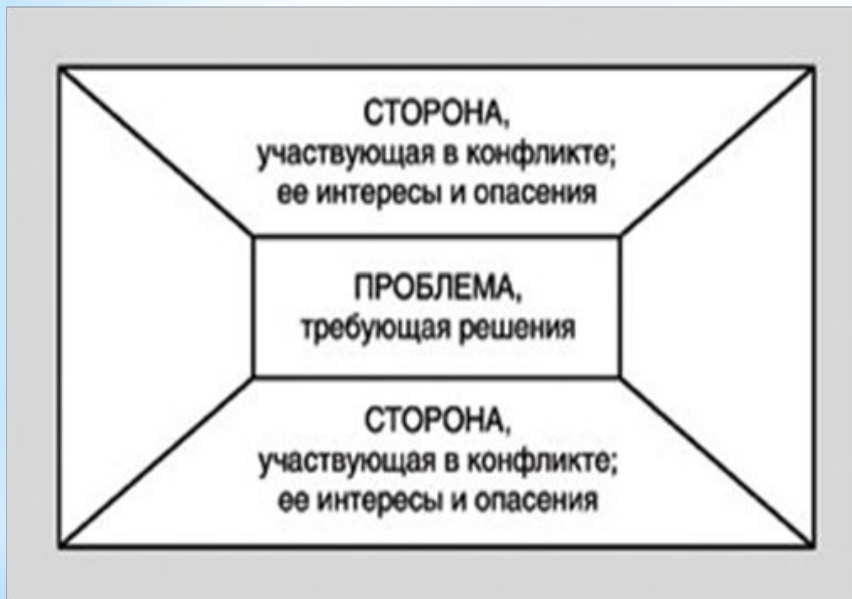 СТОРОНА,
участвующая в конфликте;
ее интересы и опасения
ПРОБЛЕМА,
требующая решения
СТОРОНА,
участвующая в конфликте;
ее интересы и опасения